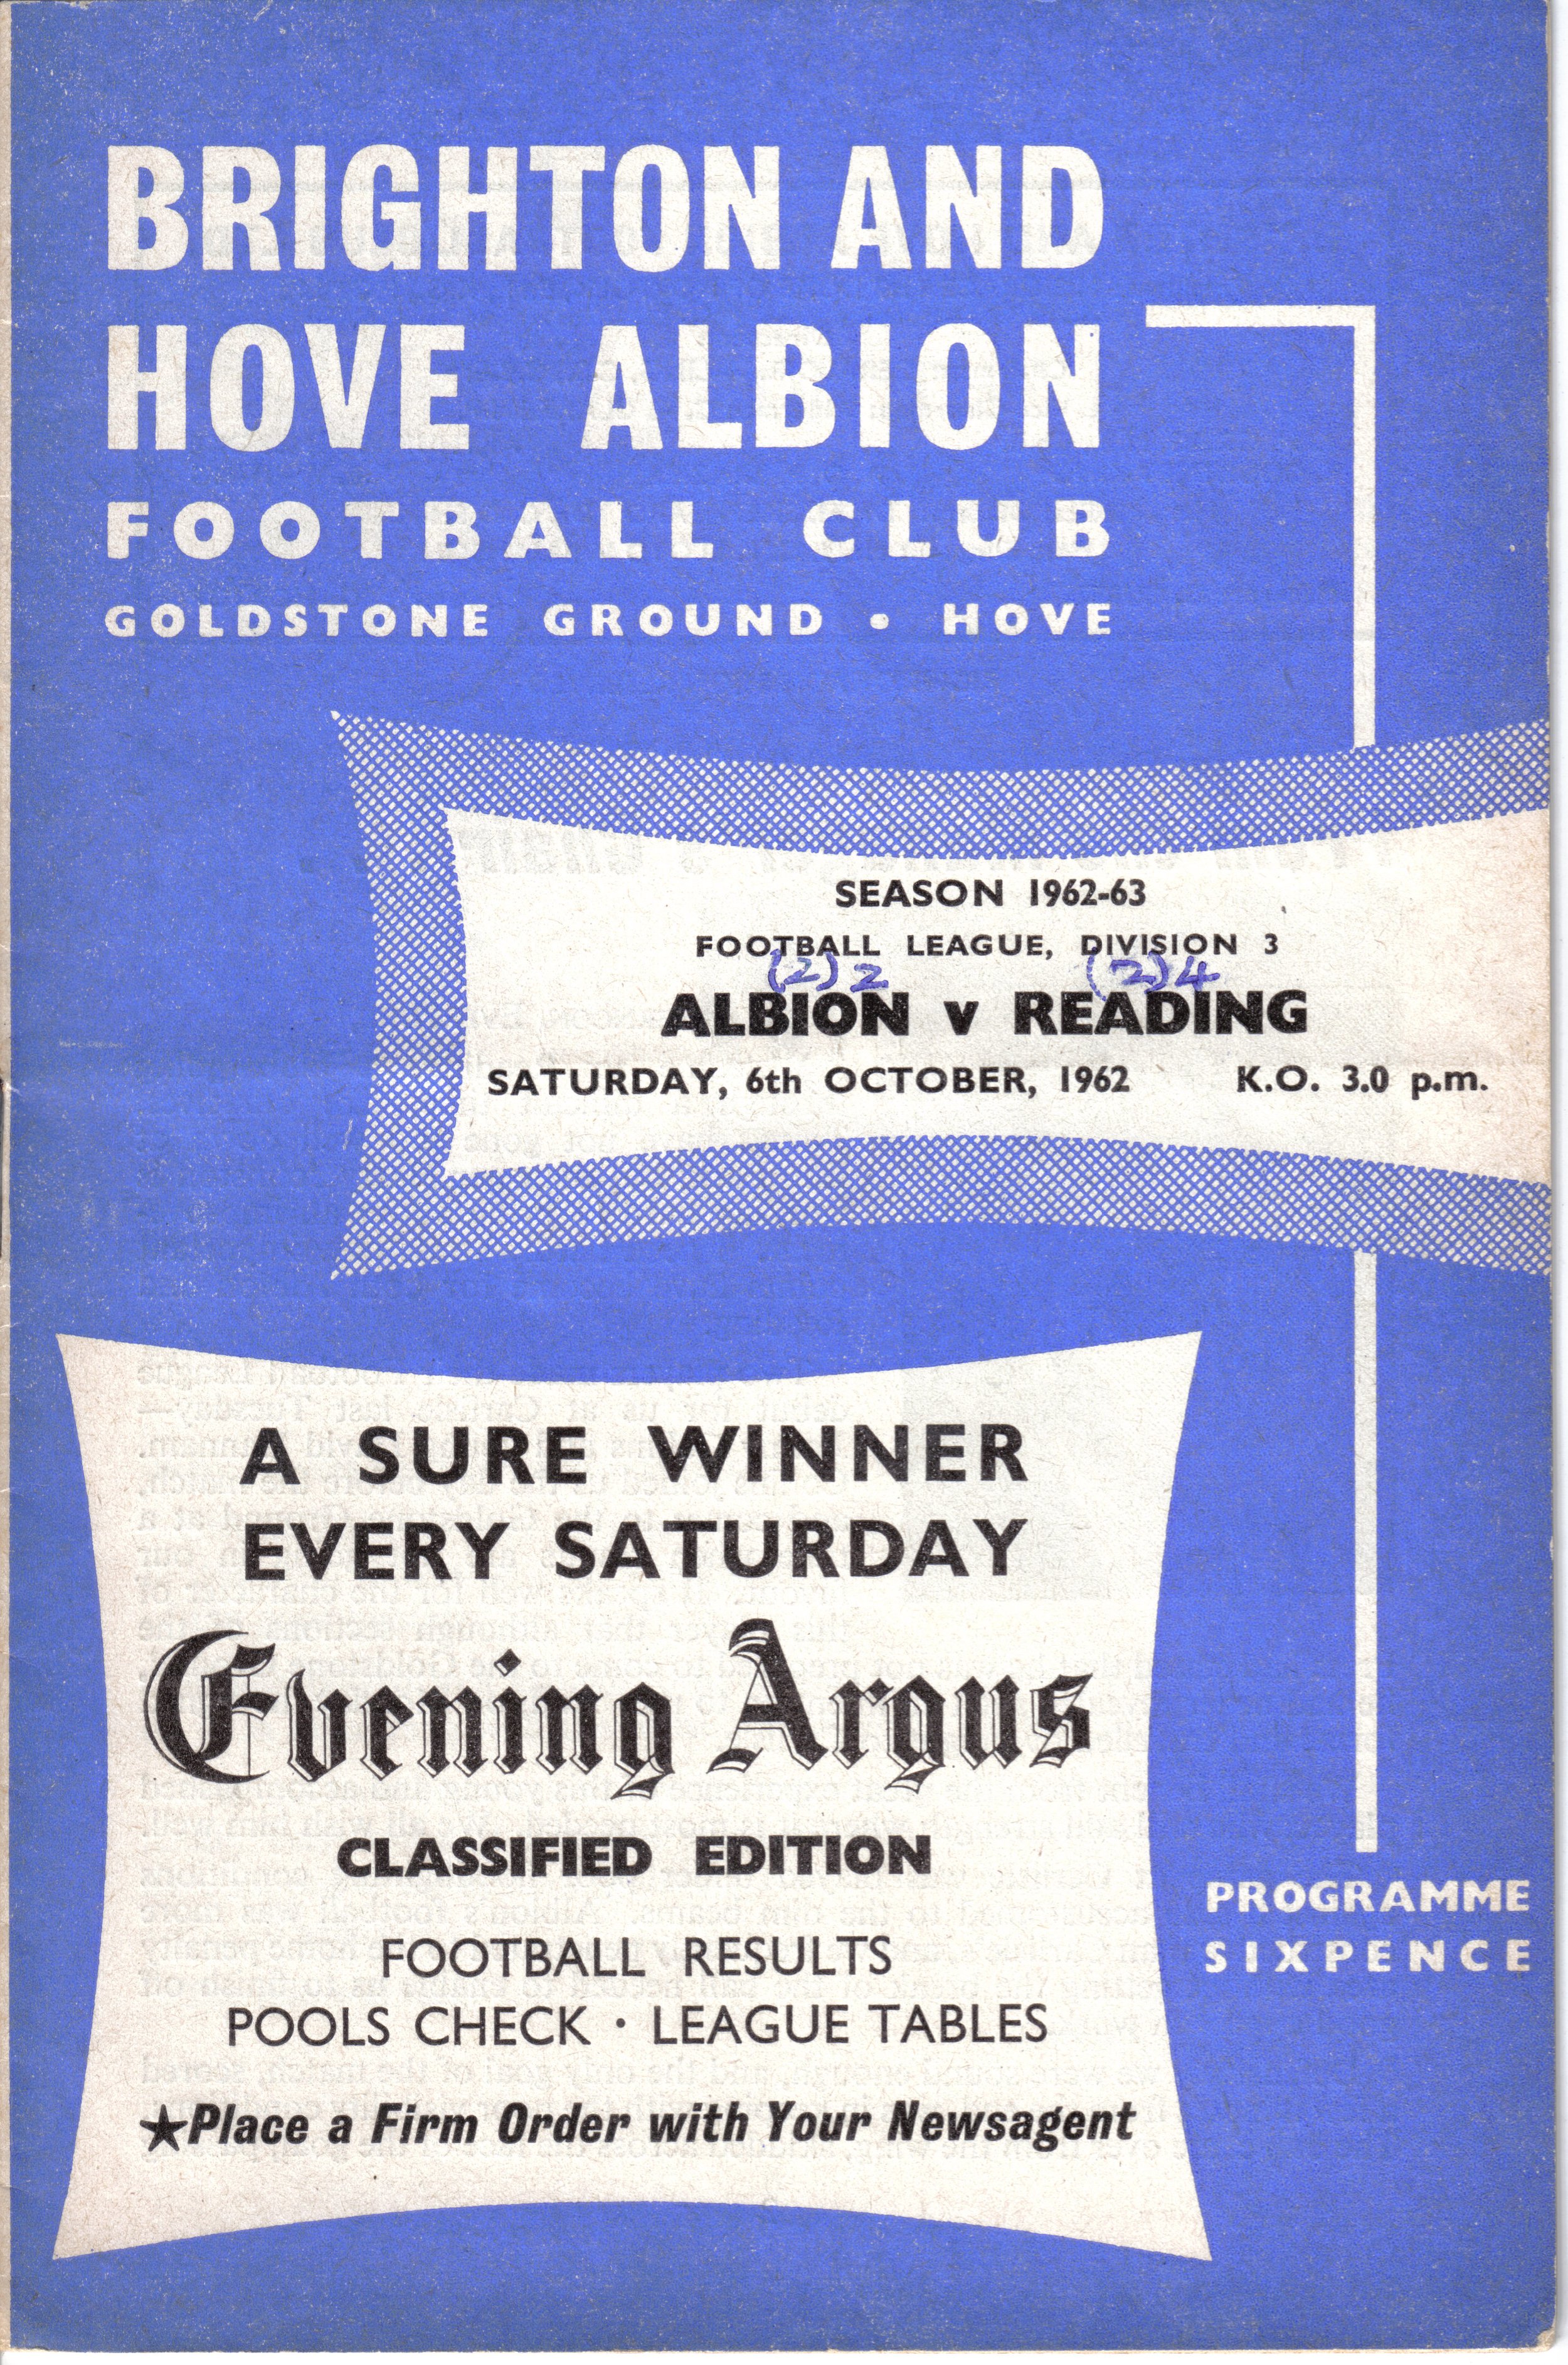 BRIGHTON AND
HOVE ALBION
FOOTBALL CLUB
GOLDSTONE GROUND • HOVE
SEASON 1962-63
FOOTBALL LEAGUE, DIVISION 3
(2) 2 (2) 4
ALBION v READING
SATURDAY, 6th OCTOBER, 1962 K.O. 3.0 p.m.
A SURE WINNER
EVERY SATURDAY
Evening Argus
CLASSIFIED EDITION
FOOTBALL RESULTS
POOLS CHECK · LEAGUE TABLES
★Place a Firm Order with Your Newsagent
PROGRAMME
SIXPENCE